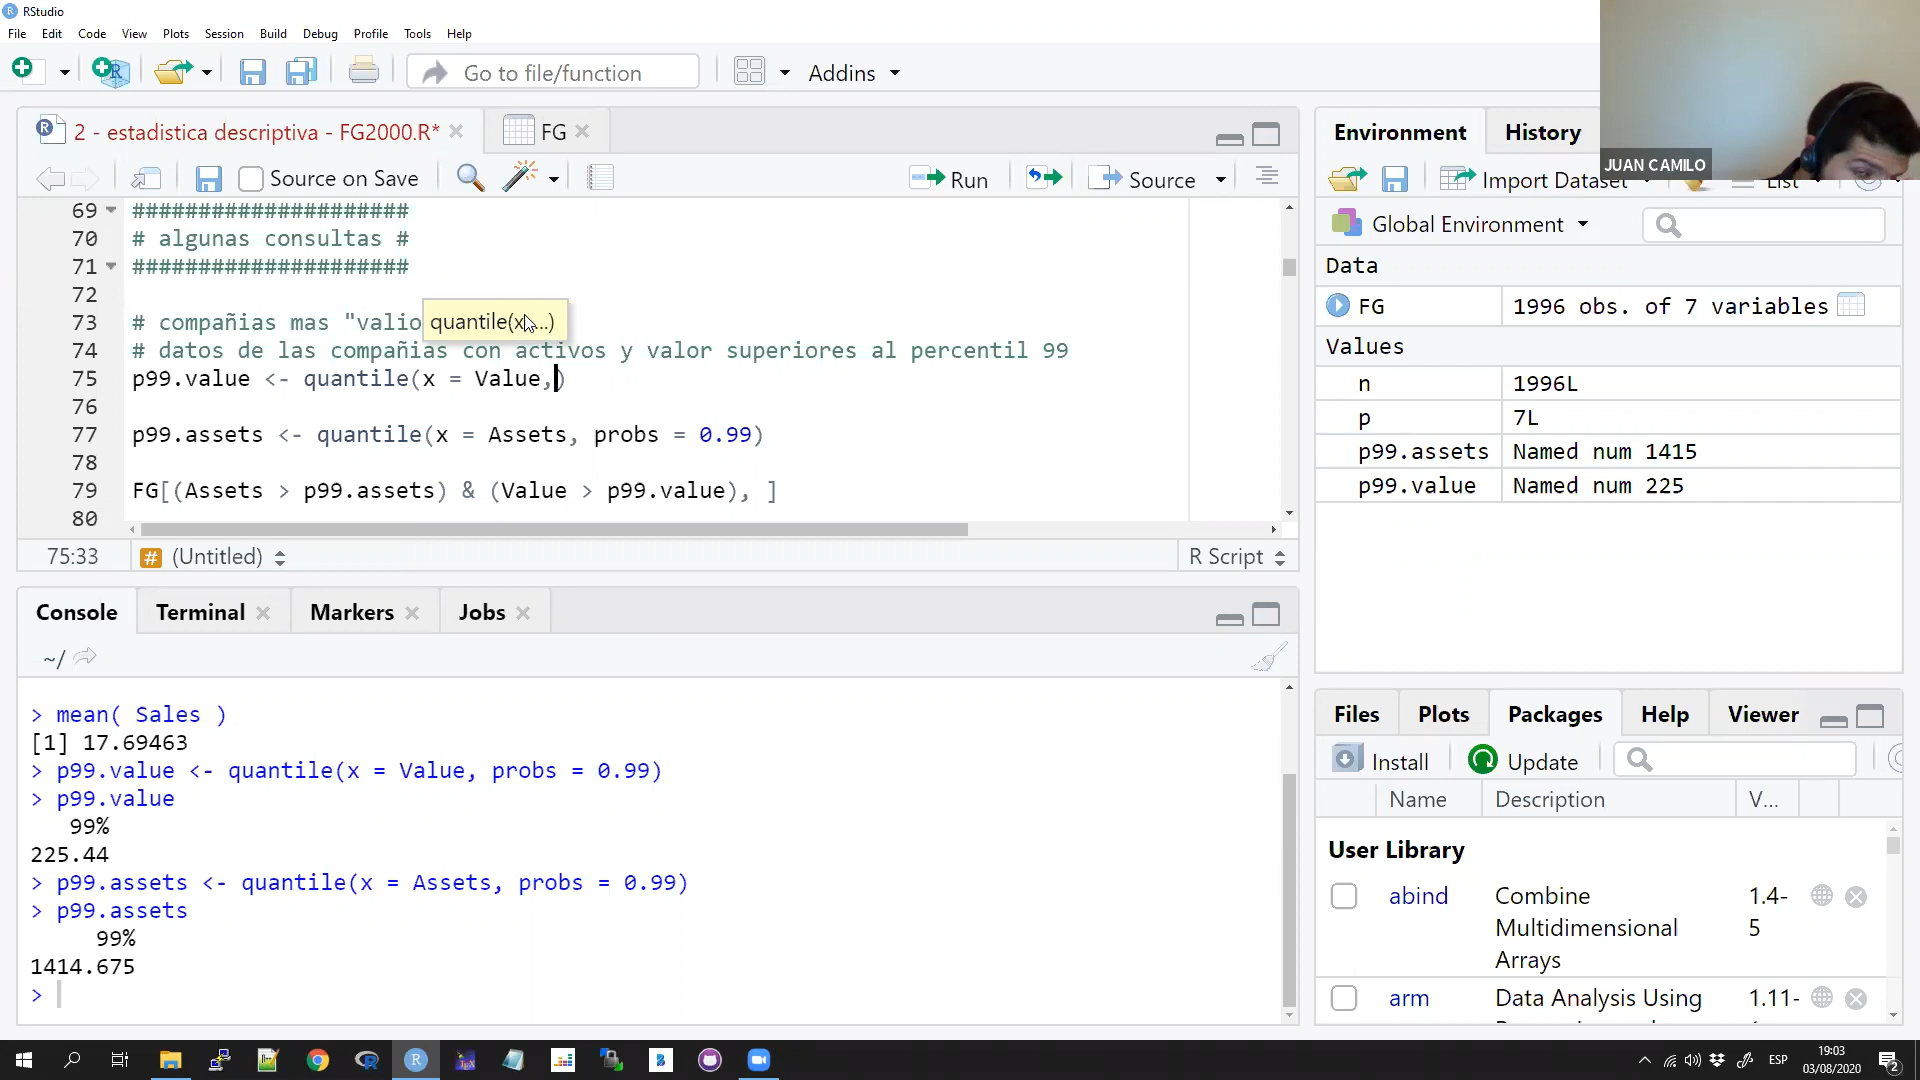 RStudio
File Edit Code View Plots Session Build Debug Profile Tools Help
Go to file/function Addins
2 - estadistica descriptiva - FG2000.R* FG
Source on Save Run Source
69 #####################
70 # algunas consultas #
71 #####################
72
73 # compañias mas "valio
quantile(x, ...)
74 # datos de las compañias con activos y valor superiores al percentil 99
75 p99.value <- quantile(x = Value,)
76
77 p99.assets <- quantile(x = Assets, probs = 0.99)
78
79 FG[(Assets > p99.assets) & (Value > p99.value), ]
80
75:33 # (Untitled) R Script
Console Terminal Markers Jobs
~/
> mean( Sales )
[1] 17.69463
> p99.value <- quantile(x = Value, probs = 0.99)
> p99.value
99%
225.44
> p99.assets <- quantile(x = Assets, probs = 0.99)
> p99.assets
99%
1414.675
>
Environment History
JUAN CAMILO
Import Dataset List
Global Environment
Data
FG 1996 obs. of 7 variables
Values
n 1996L
p 7L
p99.assets Named num 1415
p99.value Named num 225
Files Plots Packages Help Viewer
Install Update
Name Description V...
User Library
abind Combine Multidimensional Arrays 1.4-5
arm Data Analysis Using 1.11-
ESP
19:03
03/08/2020
2